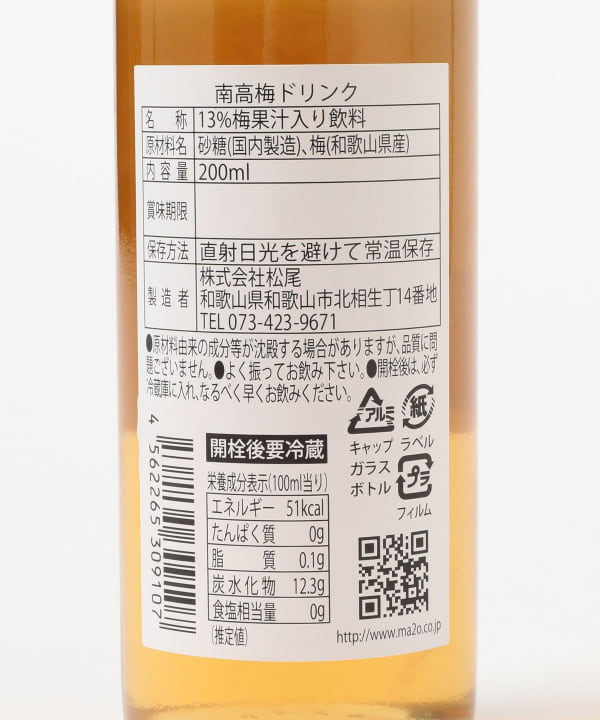 南高梅ドリンク
名称 13%梅果汁入り飲料
原材料名 砂糖(国内製造)、梅(和歌山県産)
内容量 200ml
賞味期限
保存方法 直射日光を避けて常温保存
製造者 株式会社松尾
和歌山県和歌山市北相生丁14番地
TEL 073-423-9671
●原材料由来の成分等が沈殿する場合がありますが、品質に問
題ございません。●よく振ってお飲み下さい。●開栓後は、必ず
冷蔵庫に入れ、なるべく早くお飲みください。
アルミ
紙
キャップ ラベル
ガラス
ボトル
プラ
フィルム
開栓後要冷蔵
栄養成分表示(100ml当り)
エネルギー 51kcal
たんぱく質 0g
脂質 0.1g
炭水化物 12.3g
食塩相当量 0g
(推定値)
4 562265 309107
http://www.ma2o.co.jp